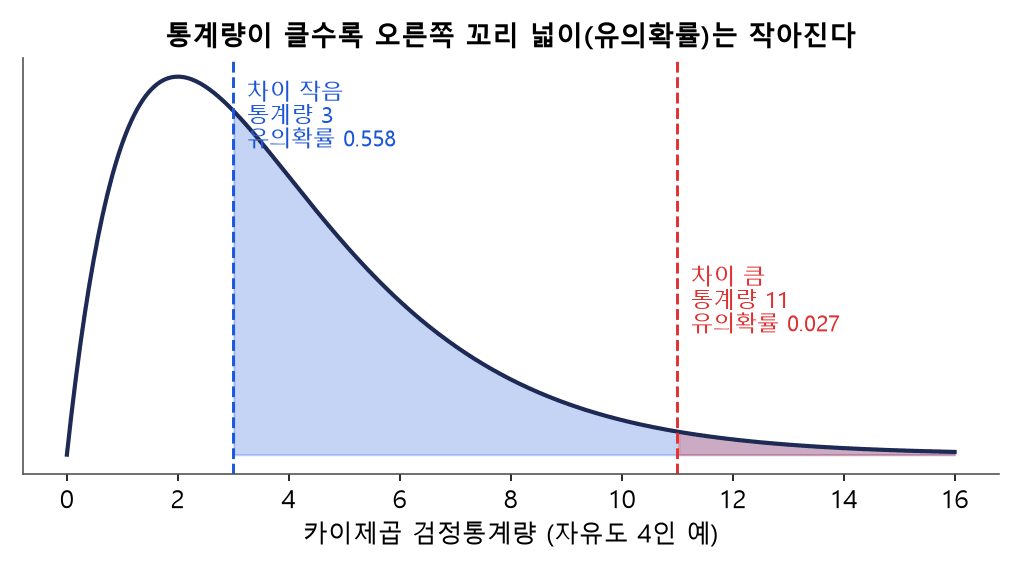 통계량이 클수록 오른쪽 꼬리 넓이(유의확률)는 작아진다
차이 작음
통계량 3
유의확률 0.558
차이 큼
통계량 11
유의확률 0.027
0 2 4 6 8 10 12 14 16
카이제곱 검정통계량 (자유도 4인 예)